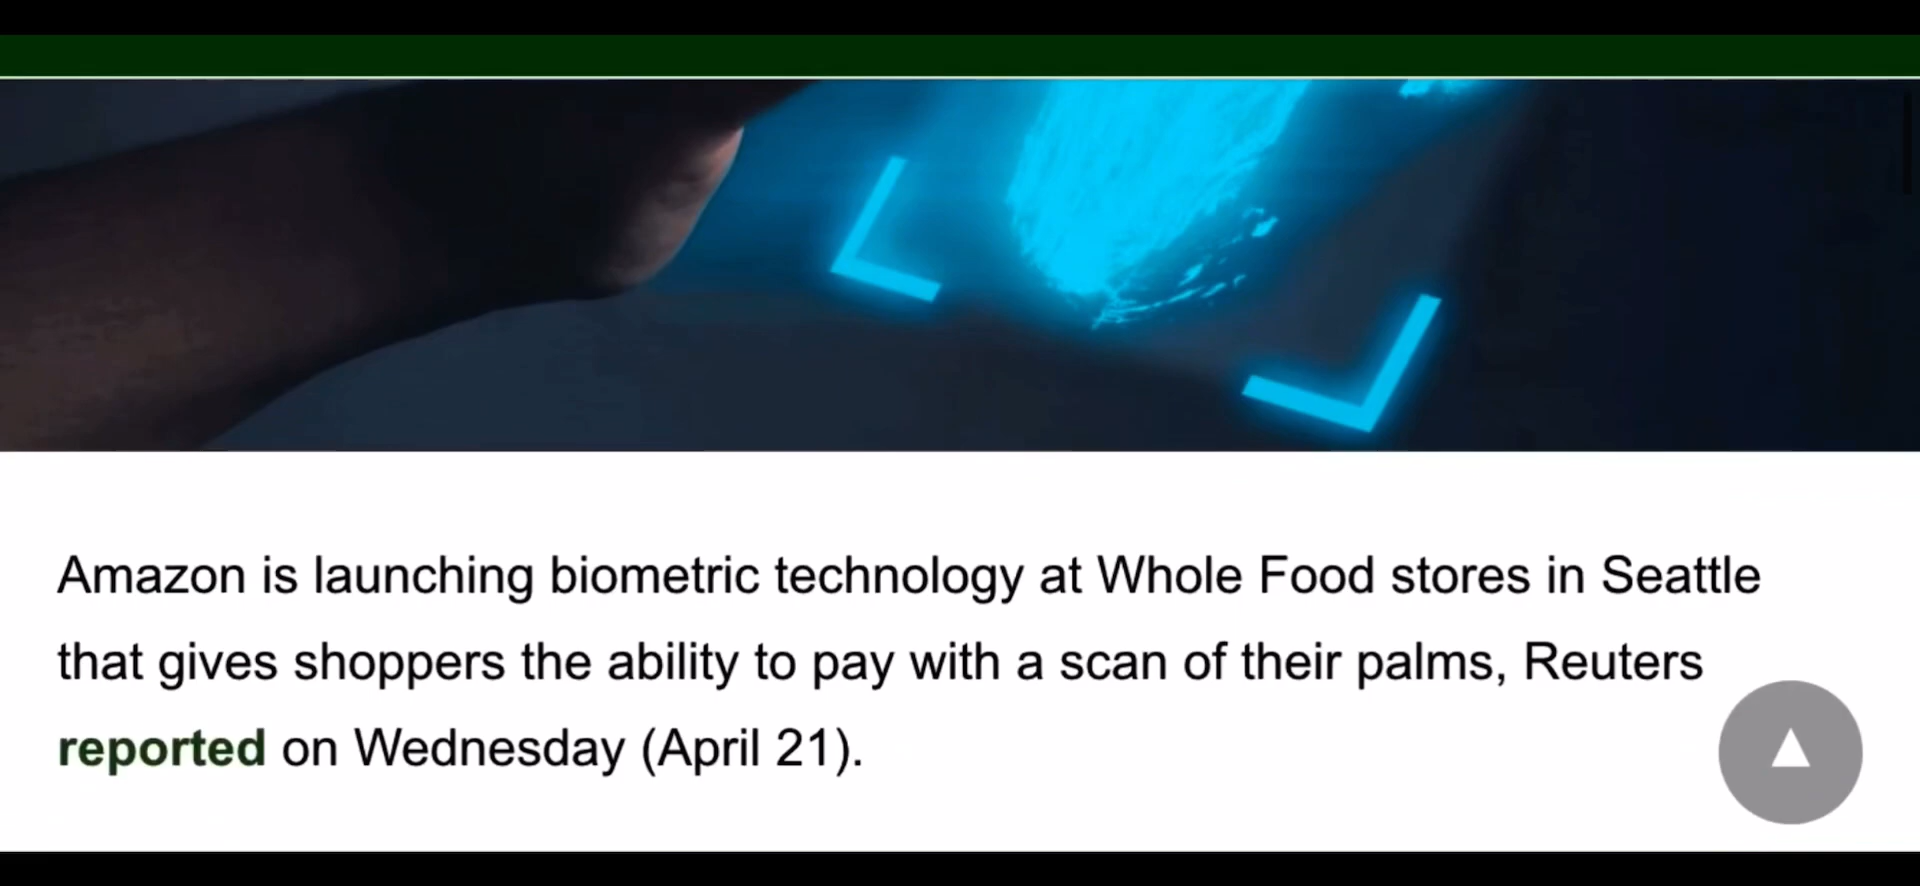 Amazon is launching biometric technology at Whole Food stores in Seattle
that gives shoppers the ability to pay with a scan of their palms, Reuters
reported on Wednesday (April 21).